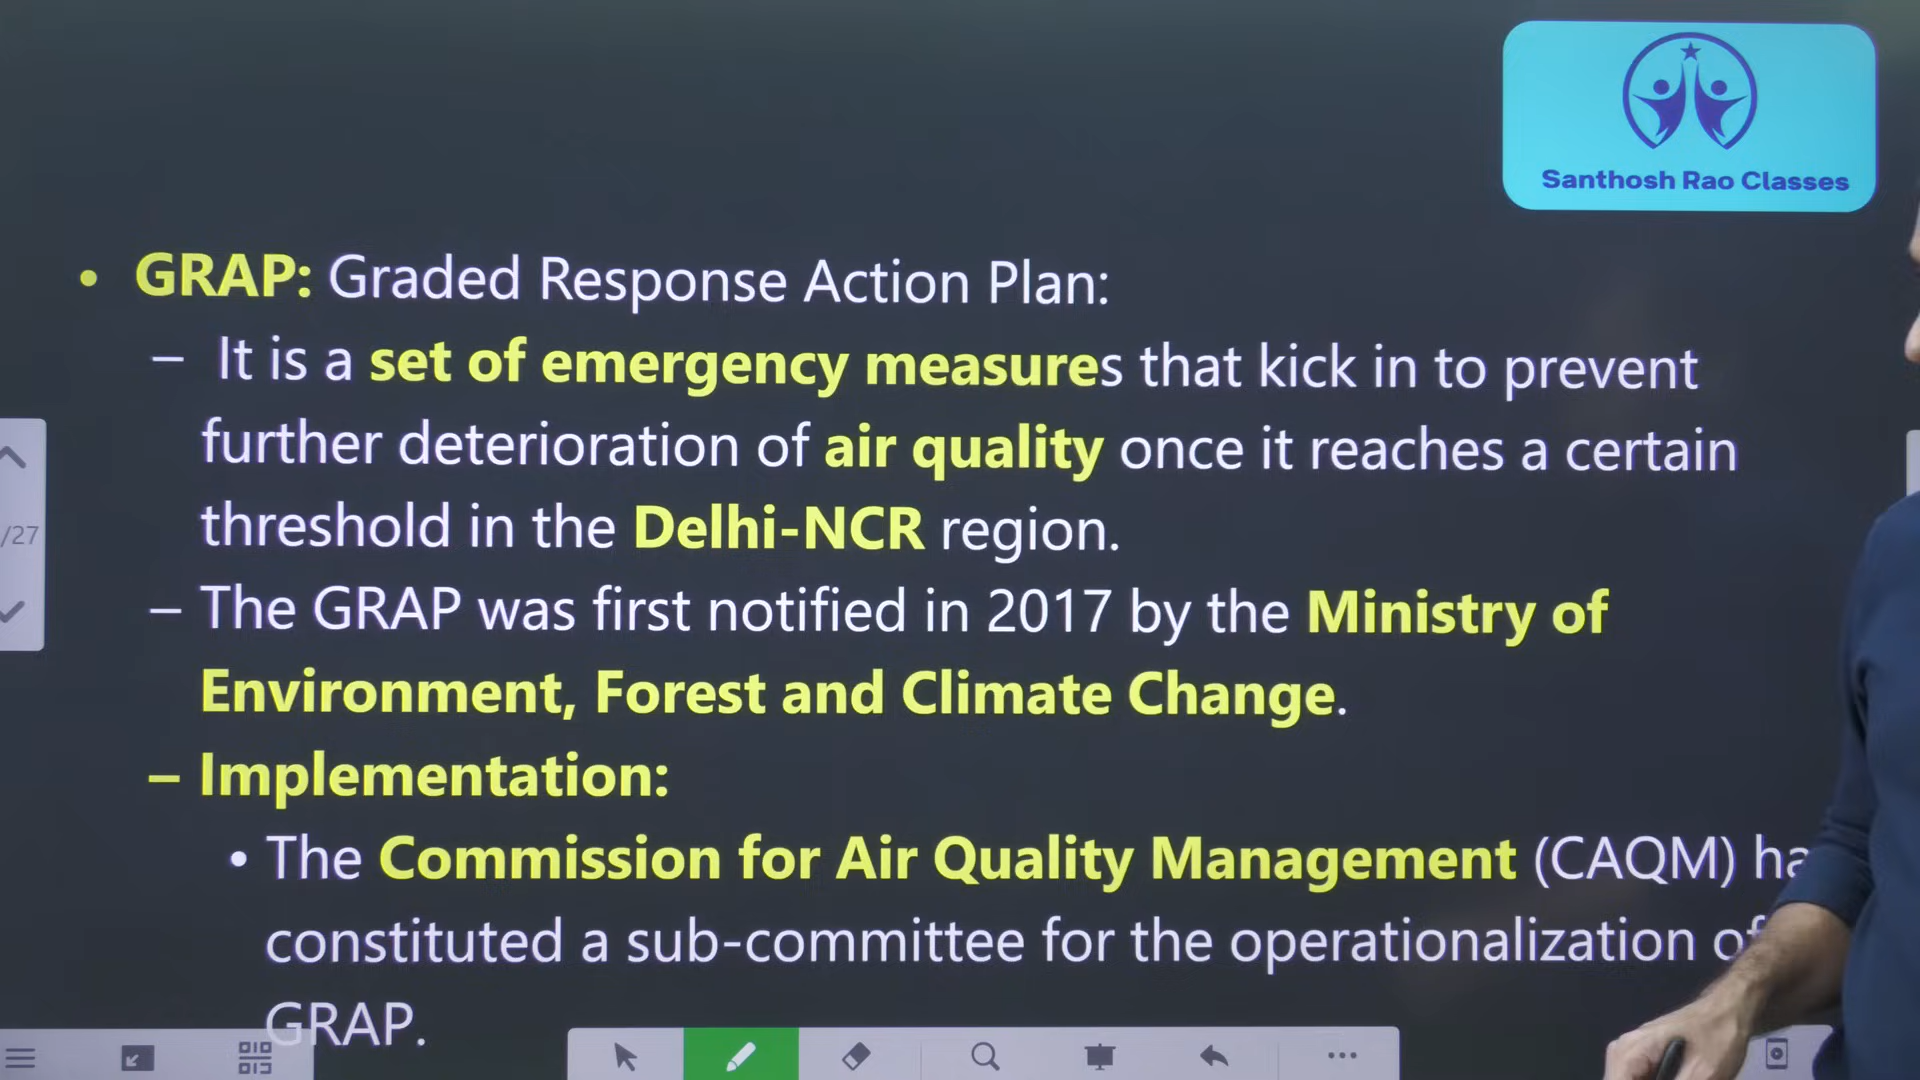 Santhosh Rao Classes
• GRAP: Graded Response Action Plan:
– It is a set of emergency measures that kick in to prevent
further deterioration of air quality once it reaches a certain
threshold in the Delhi-NCR region.
/27
– The GRAP was first notified in 2017 by the Ministry of
Environment, Forest and Climate Change.
– Implementation:
• The Commission for Air Quality Management (CAQM)
constituted a sub-committee for the operationalization of
GRAP.